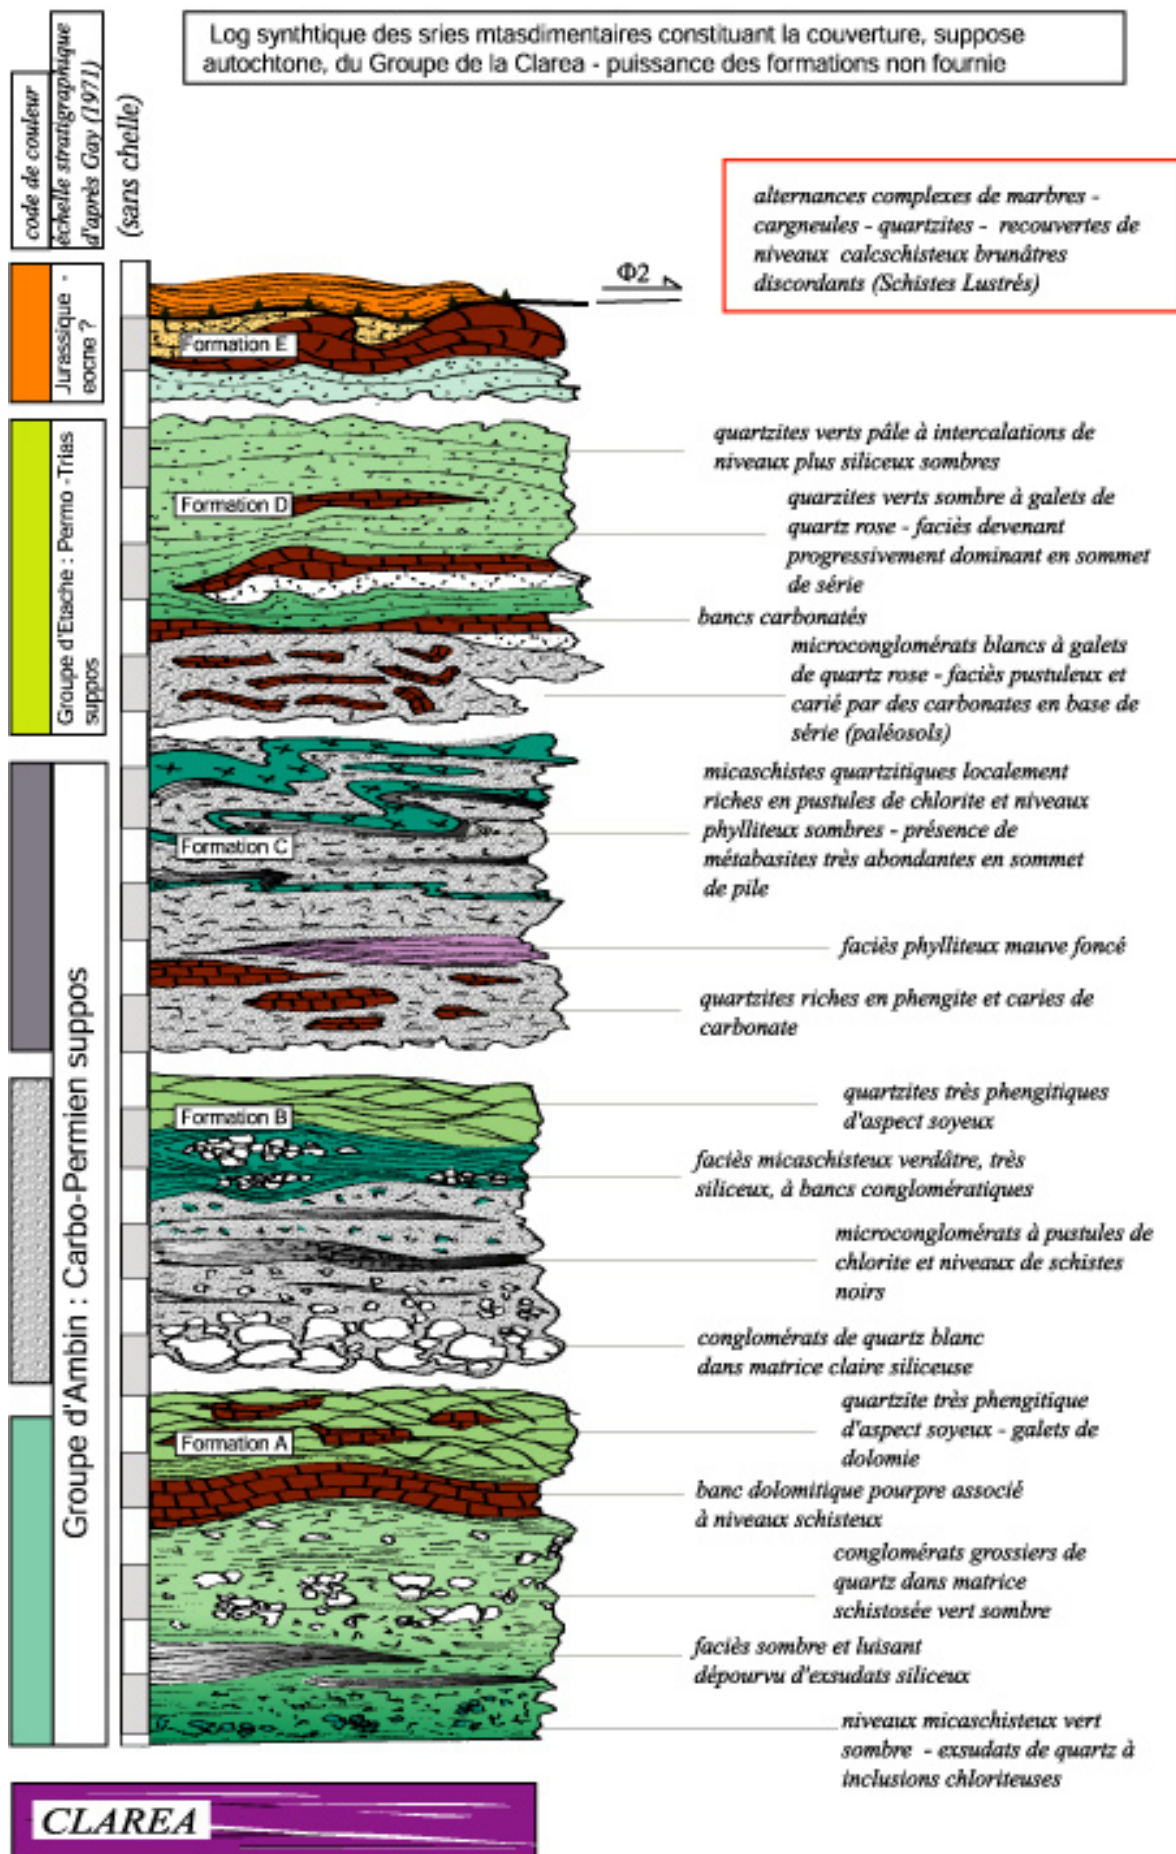 Log synthtique des sries mtasdimentaires constituant la couverture, suppose
autochtone, du Groupe de la Clarea - puissance des formations non fournie
code de couleur
échelle stratigraphique
d'après Gay (1971)
(sans chelle)
alternances complexes de marbres -
cargneules - quartzites - recouvertes de
niveaux calcschisteux brunâtres
discordants (Schistes Lustrés)
Φ2
Jurassique -
eocne ?
Formation E
Groupe d'Etache : Permo -Trias
suppos
quartzites verts pâle à intercalations de
niveaux plus siliceux sombres
Formation D
quarzites verts sombre à galets de
quartz rose - faciès devenant
progressivement dominant en sommet
de série
bancs carbonatés
microconglomérats blancs à galets
de quartz rose - faciès pustuleux et
carié par des carbonates en base de
série (paléosols)
Groupe d'Ambin : Carbo-Permien suppos
micaschistes quartzitiques localement
riches en pustules de chlorite et niveaux
phylliteux sombres - présence de
métabasites très abondantes en sommet
de pile
Formation C
faciès phylliteux mauve foncé
quartzites riches en phengite et caries de
carbonate
quartzites très phengitiques
d'aspect soyeux
Formation B
faciès micaschisteux verdâtre, très
siliceux, à bancs conglomératiques
microconglomérats à pustules de
chlorite et niveaux de schistes
noirs
conglomérats de quartz blanc
dans matrice claire siliceuse
quartzite très phengitique
d'aspect soyeux - galets de
dolomie
Formation A
banc dolomitique pourpre associé
à niveaux schisteux
conglomérats grossiers de
quartz dans matrice
schistosée vert sombre
faciès sombre et luisant
dépourvu d'exsudats siliceux
niveaux micaschisteux vert
sombre - exsudats de quartz à
inclusions chloriteuses
CLAREA